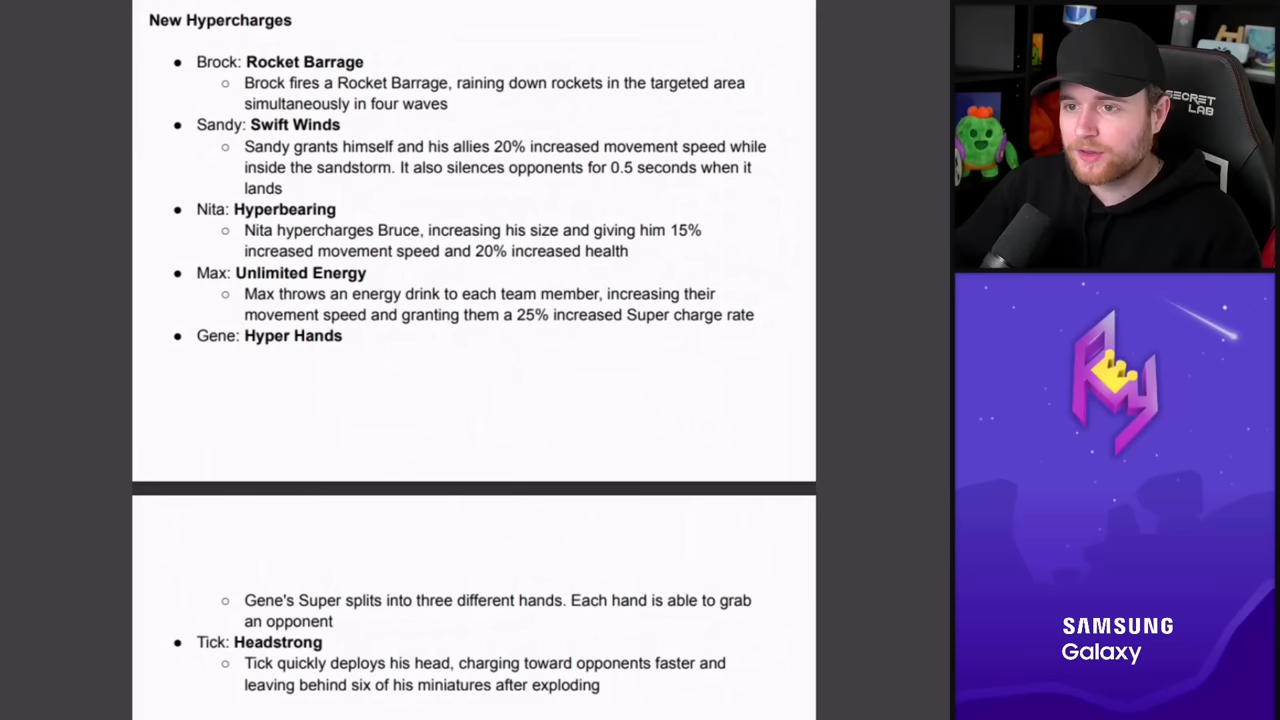 New Hypercharges
● Brock: Rocket Barrage
○ Brock fires a Rocket Barrage, raining down rockets in the targeted area
simultaneously in four waves
● Sandy: Swift Winds
○ Sandy grants himself and his allies 20% increased movement speed while
inside the sandstorm. It also silences opponents for 0.5 seconds when it
lands
● Nita: Hyperbearing
○ Nita hypercharges Bruce, increasing his size and giving him 15%
increased movement speed and 20% increased health
● Max: Unlimited Energy
○ Max throws an energy drink to each team member, increasing their
movement speed and granting them a 25% increased Super charge rate
● Gene: Hyper Hands
○ Gene's Super splits into three different hands. Each hand is able to grab
an opponent
● Tick: Headstrong
○ Tick quickly deploys his head, charging toward opponents faster and
leaving behind six of his miniatures after exploding
SECRET
LAB
Rey
SAMSUNG
Galaxy